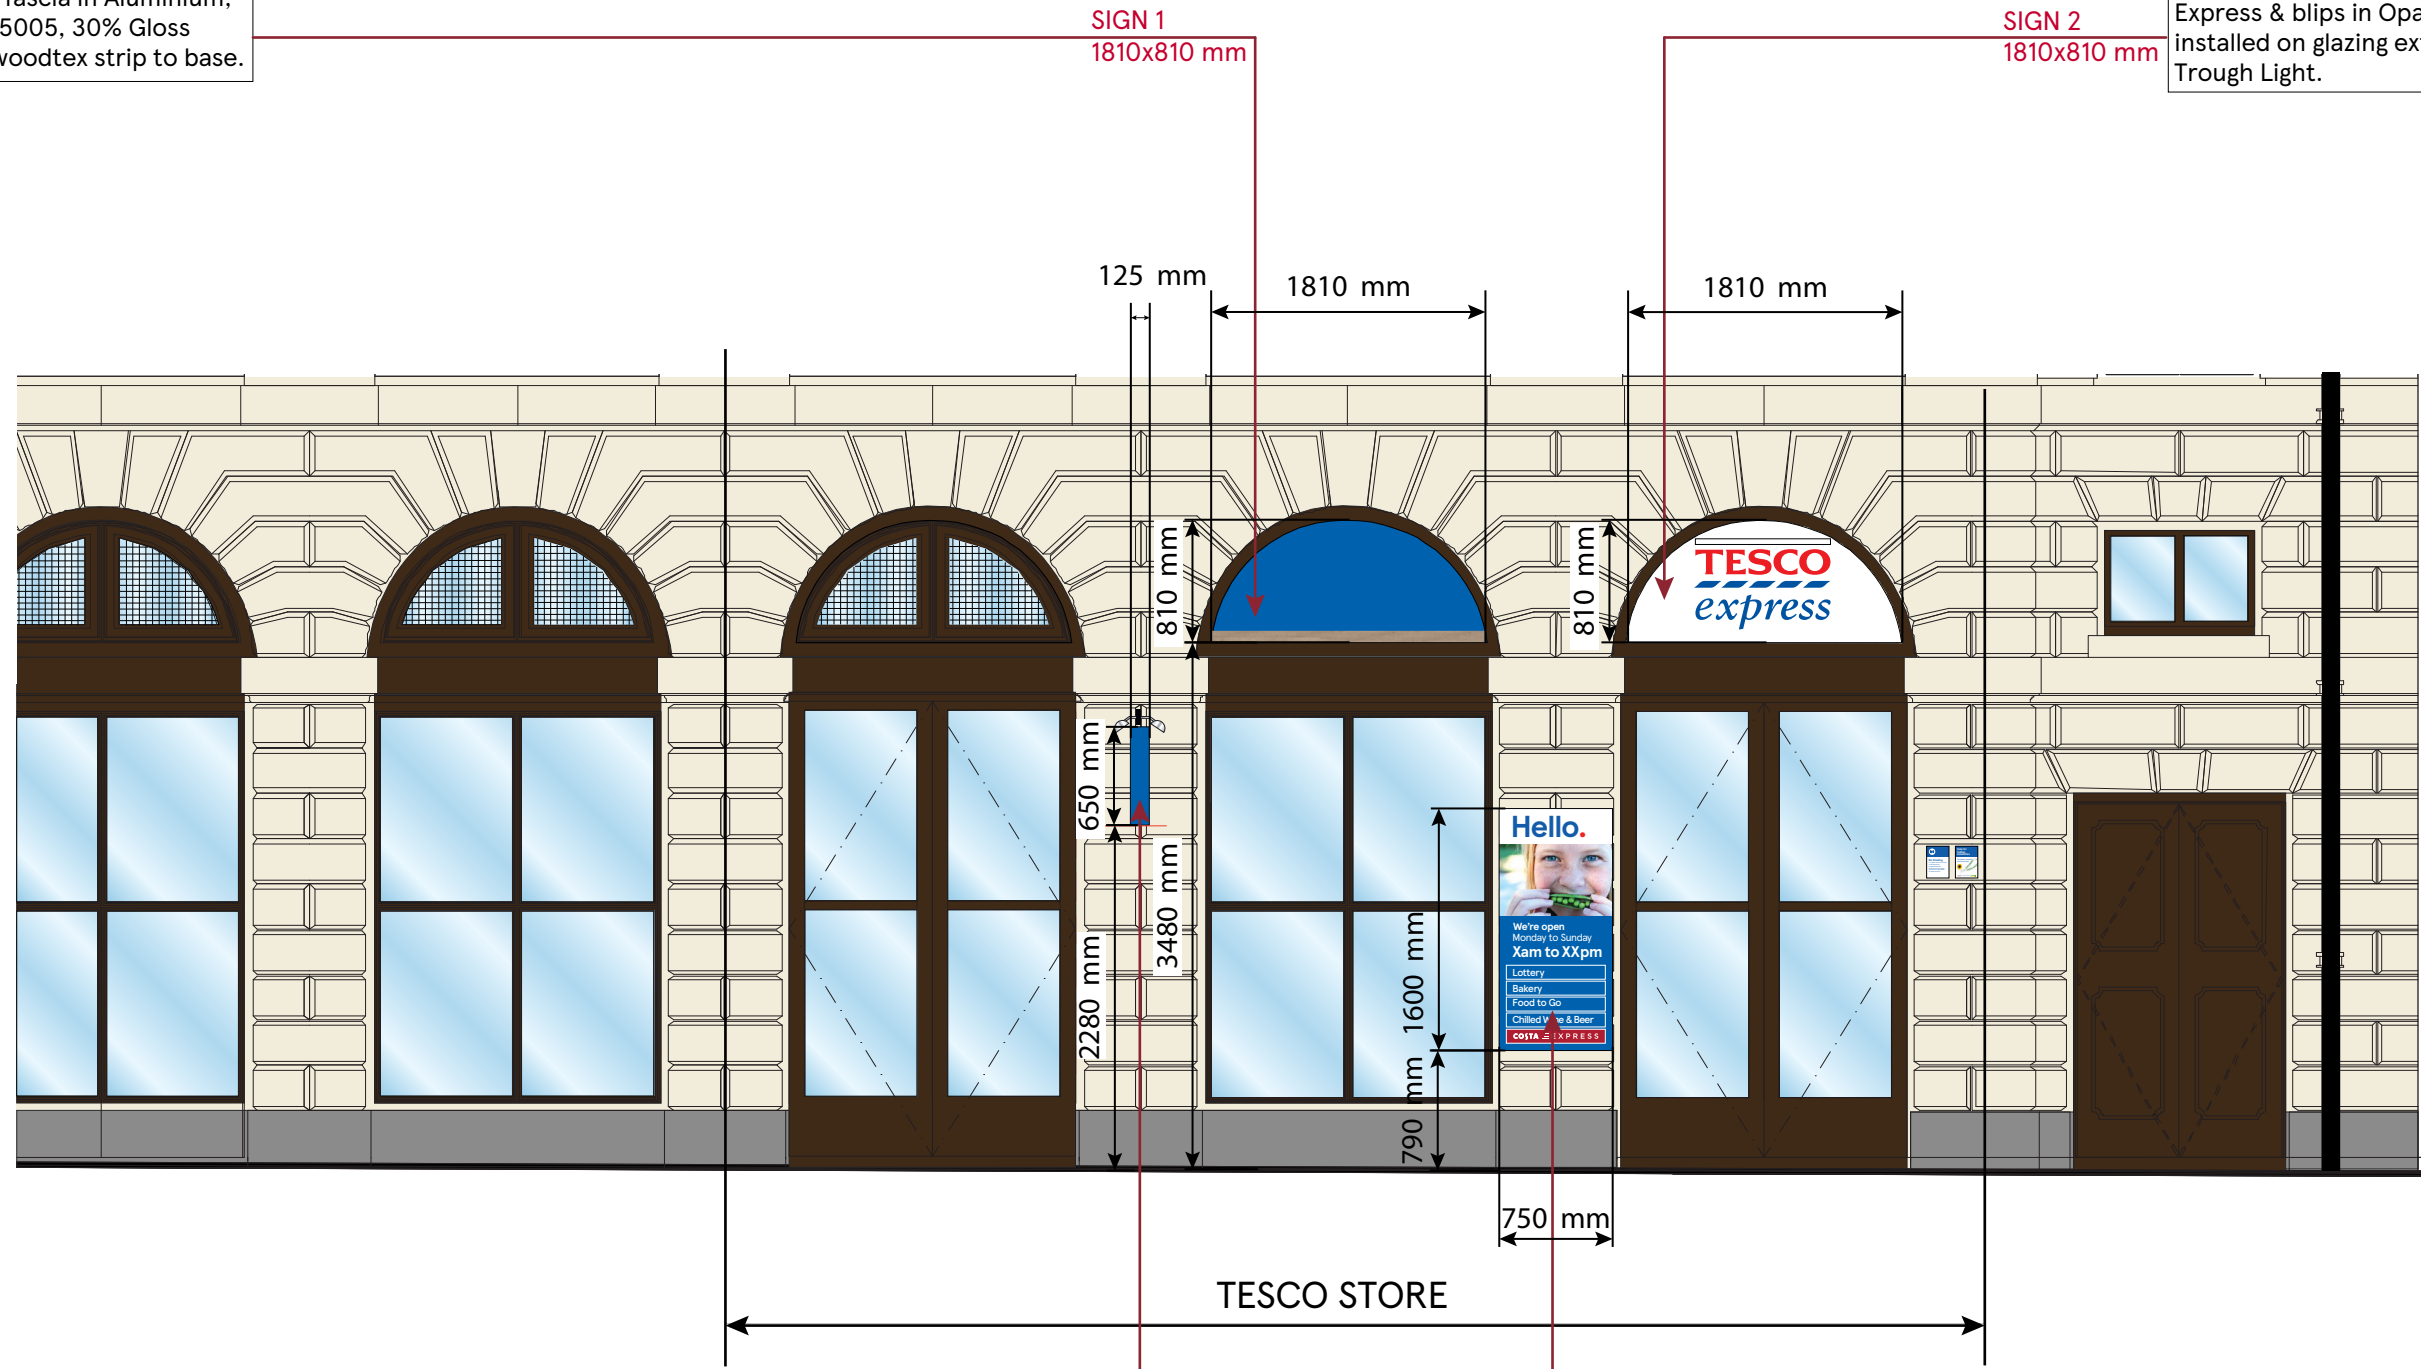 fascia in Aluminium,
5005, 30% Gloss
woodtex strip to base.
SIGN 1
1810x810 mm
SIGN 2
1810x810 mm
Express & blips in Opa
installed on glazing ex
Trough Light.
125 mm
1810 mm
1810 mm
810 mm
810 mm
TESCO
express
650 mm
3480 mm
2280 mm
Hello.
We're open
Monday to Sunday
Xam to XXpm
Lottery
Bakery
Food to Go
Chilled Wine & Beer
COSTA EXPRESS
1600 mm
790 mm
750 mm
TESCO STORE